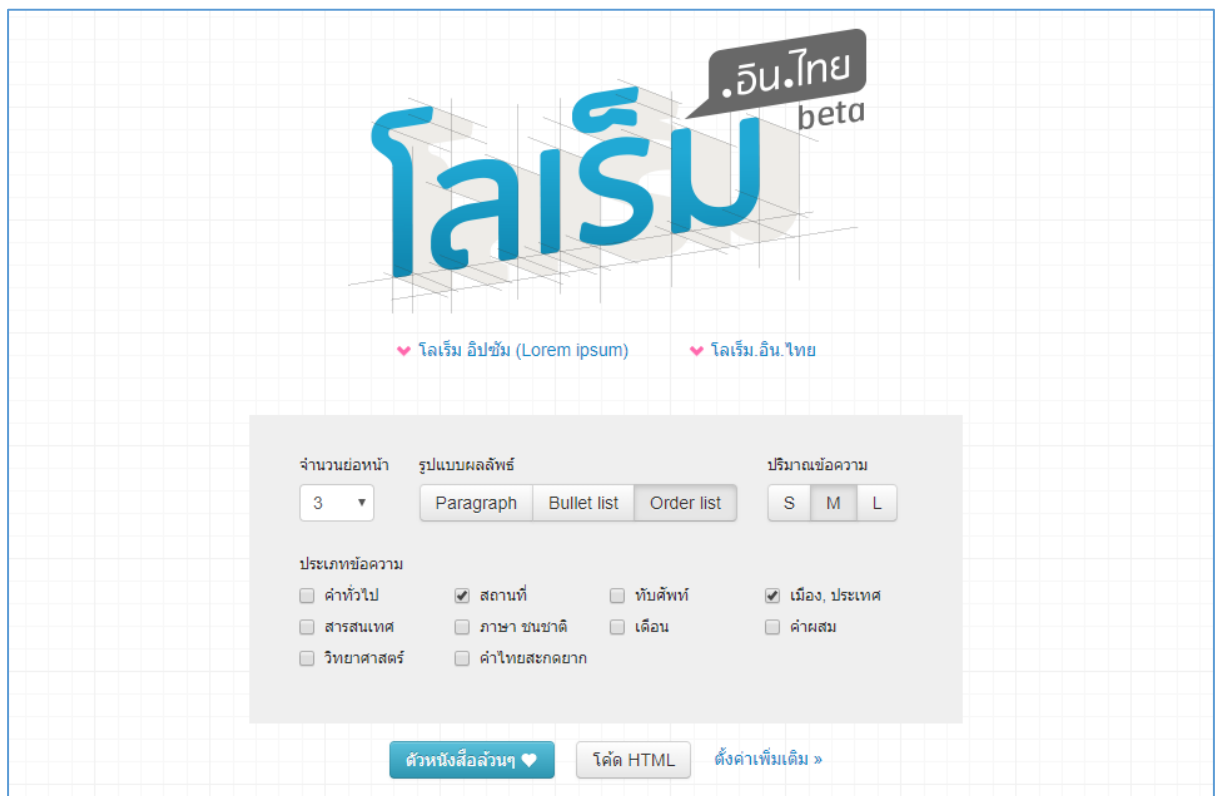 .อิน.ไทย
beta
โลเร็ม
โลเร็ม อิปซัม (Lorem ipsum) โลเร็ม.อิน.ไทย
จำนวนย่อหน้า รูปแบบผลลัพธ์ ปริมาณข้อความ
3 Paragraph Bullet list Order list S M L
ประเภทข้อความ
คำทั่วไป สถานที่ ทับศัพท์ เมือง, ประเทศ
สารสนเทศ ภาษา ชนชาติ เดือน คำผสม
วิทยาศาสตร์ คำไทยสะกดยาก
ตัวหนังสือล้วนๆ โค้ด HTML ตั้งค่าเพิ่มเติม »